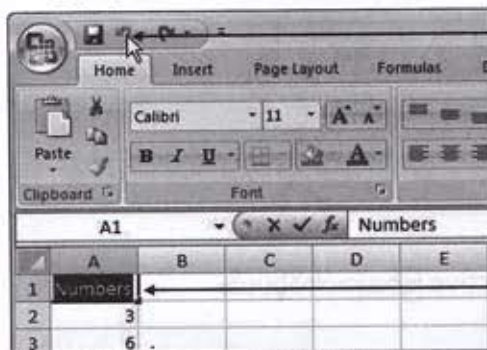 Home Insert Page Layout Formulas
Calibri 11 A A
Paste B I U A
Clipboard Font
A1 fx Numbers
A B C D E
1 Numbers
2 3
3 6